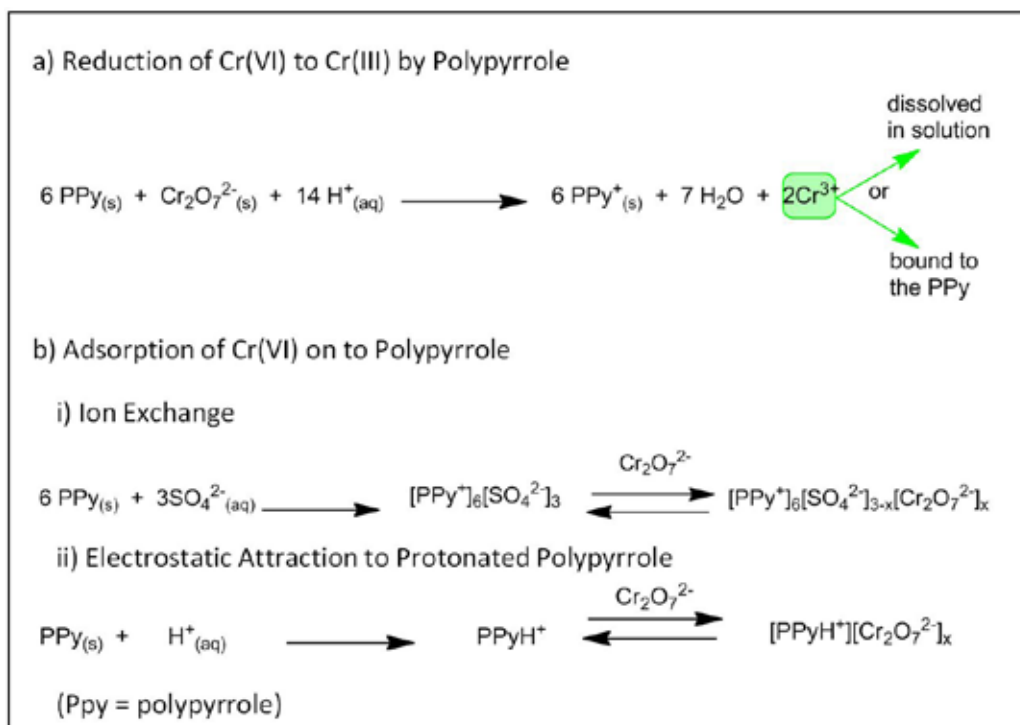 a) Reduction of Cr(VI) to Cr(III) by Polypyrrole
dissolved
in solution
6 PPy(s) + Cr₂O₇²⁻(s) + 14 H⁺(aq) 6 PPy⁺(s) + 7 H₂O + 2Cr³⁺ or
bound to
the PPy
b) Adsorption of Cr(VI) on to Polypyrrole
i) Ion Exchange
Cr₂O₇²⁻
6 PPy(s) + 3SO₄²⁻(aq) [PPy⁺]₆[SO₄²⁻]₃ [PPy⁺]₆[SO₄²⁻]₃₋ₓ[Cr₂O₇²⁻]ₓ
ii) Electrostatic Attraction to Protonated Polypyrrole
Cr₂O₇²⁻
PPy(s) + H⁺(aq) PPyH⁺ [PPyH⁺][Cr₂O₇²⁻]ₓ
(Ppy = polypyrrole)